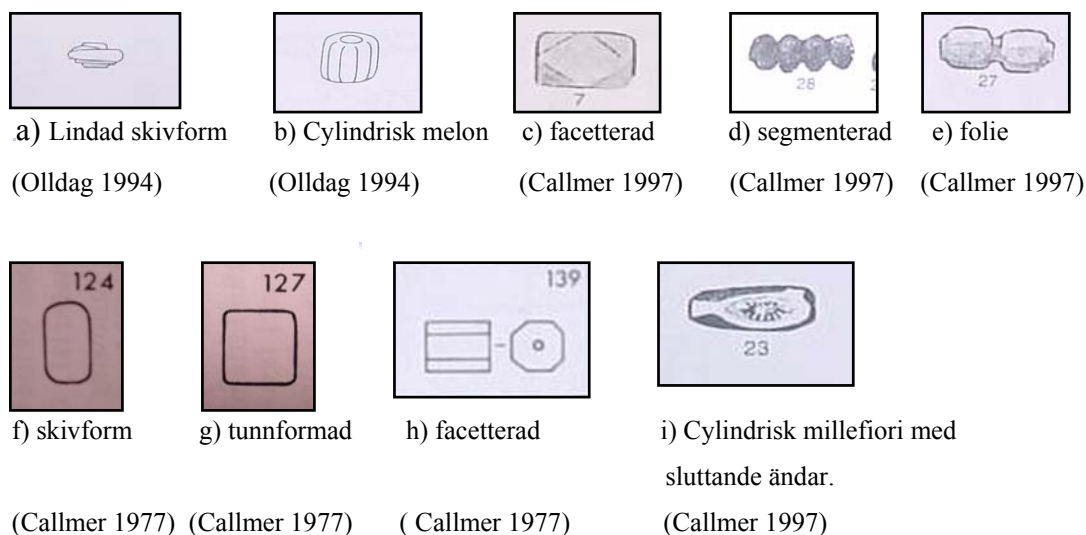 7
28
27
a) Lindad skivform b) Cylindrisk melon c) facetterad d) segmenterad e) folie
(Olldag 1994) (Olldag 1994) (Callmer 1997) (Callmer 1997) (Callmer 1997)
124
127
139
23
f) skivform g) tunnformad h) facetterad i) Cylindrisk millefiori med
sluttande ändar.
(Callmer 1977) (Callmer 1977) ( Callmer 1977) (Callmer 1997)